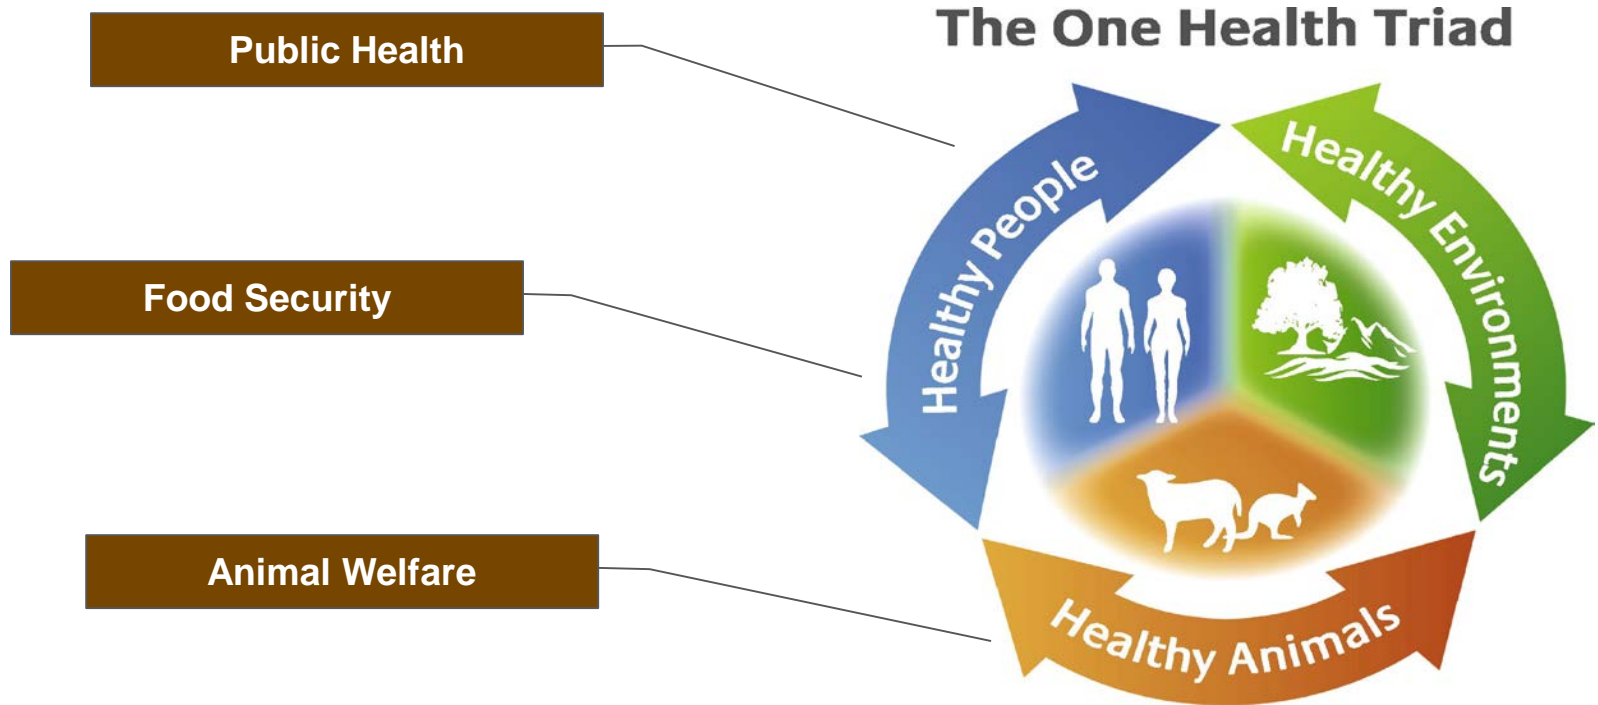 The One Health Triad
Public Health
Food Security
Animal Welfare
Healthy People
Healthy Environments
Healthy Animals